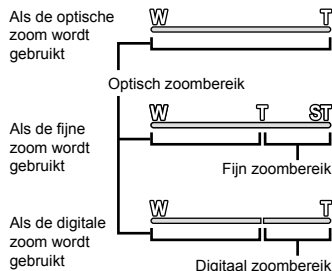 Als de optische
zoom wordt
gebruikt
W T
Optisch zoombereik
Als de fijne
zoom wordt
gebruikt
W T ST
Fijn zoombereik
Als de digitale
zoom wordt
gebruikt
W T
Digitaal zoombereik